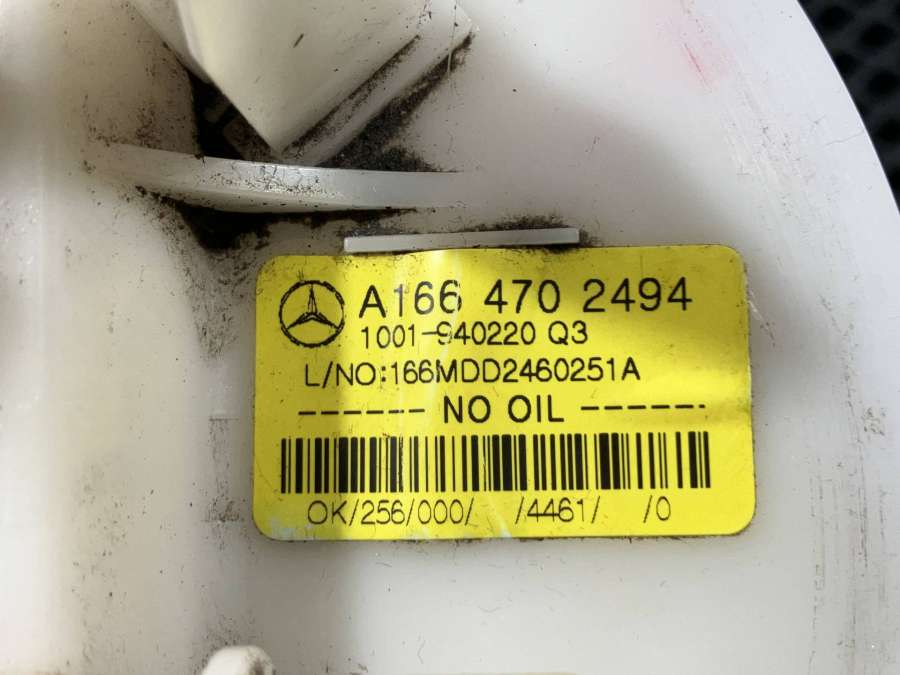 A166 470 2494
1001-940220 Q3
L/NO:166MDD2460251A
------ NO OIL ------
OK/256/000/ /4461/ /0